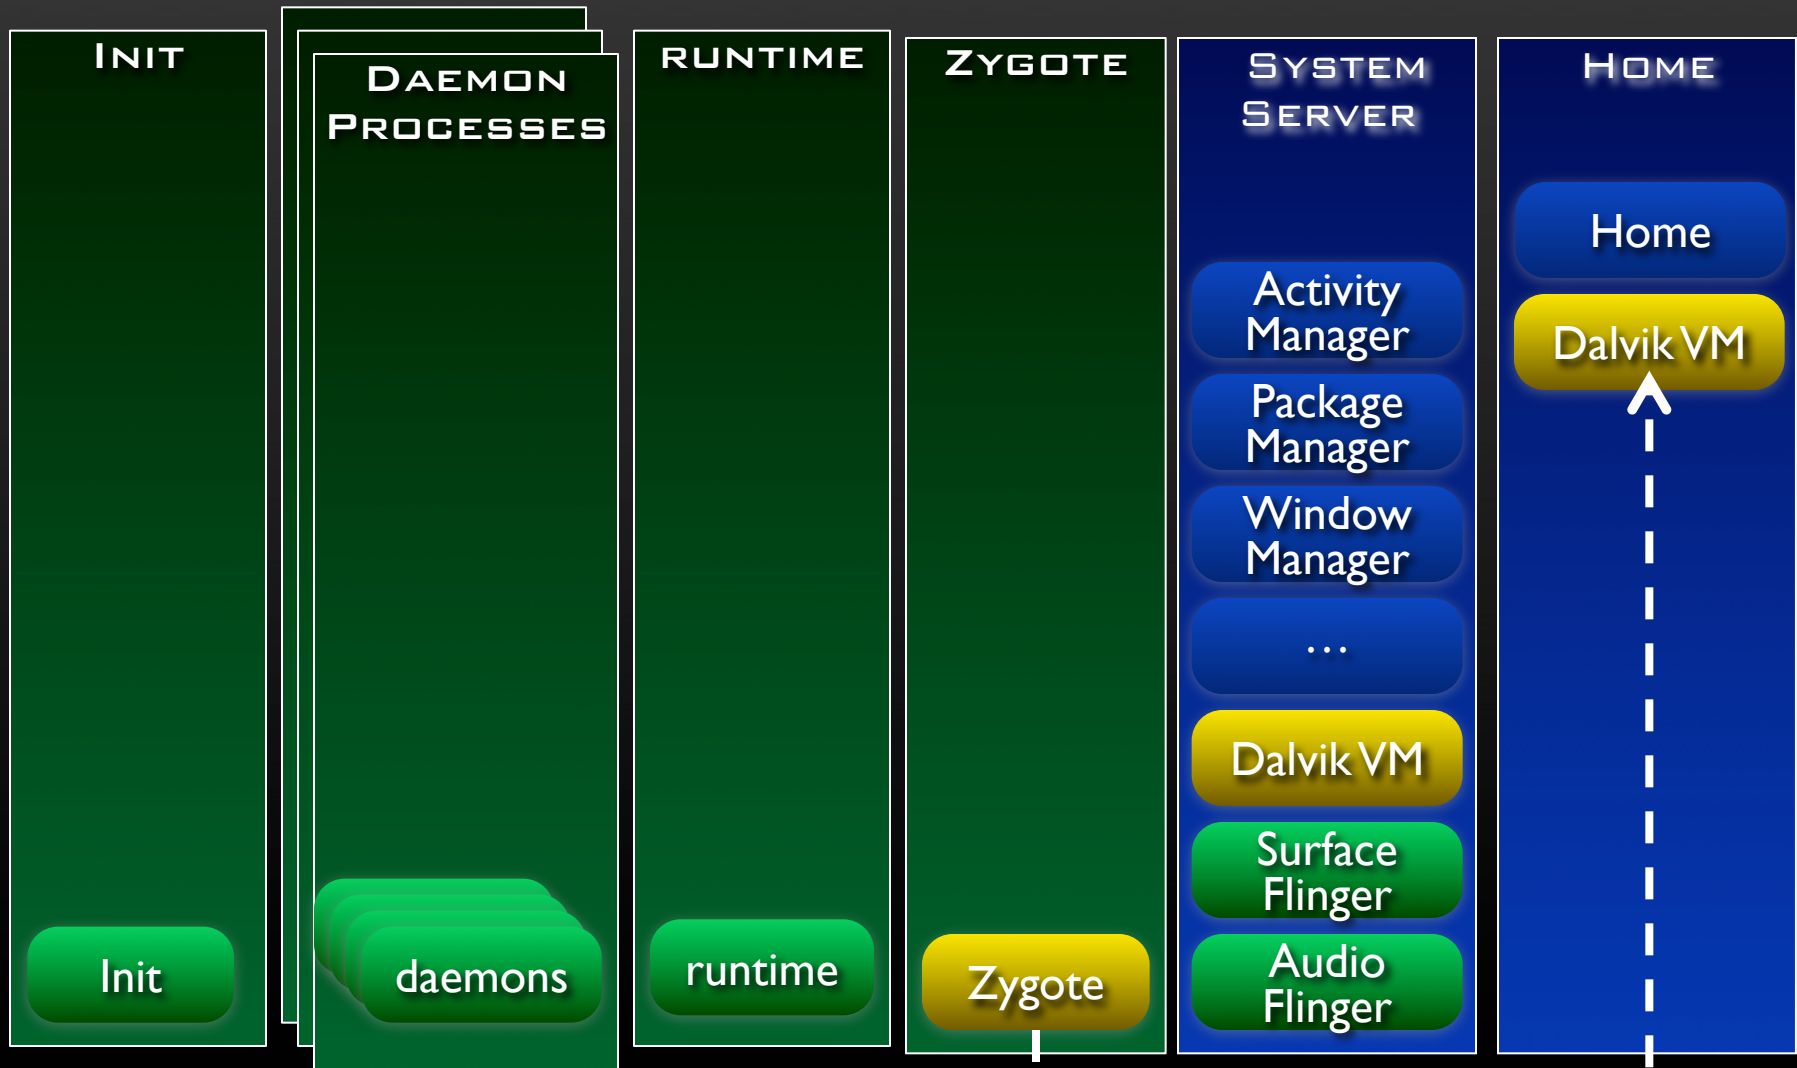 INIT
DAEMON
PROCESSES
RUNTIME
ZYGOTE
SYSTEM
SERVER
HOME
Home
Dalvik VM
Activity
Manager
Package
Manager
Window
Manager
...
Dalvik VM
Surface
Flinger
Audio
Flinger
Init
daemons
runtime
Zygote